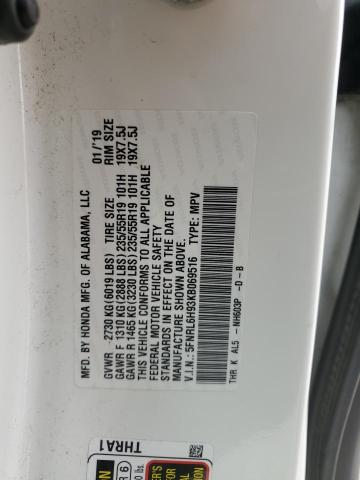 MFD. BY HONDA MFG. OF ALABAMA, LLC 01/'19
GVWR 2730 KG(6019 LBS) TIRE SIZE RIM SIZE
GAWR F 1310 KG(2888 LBS) 235/55R19 101H 19X7.5J
GAWR R 1465 KG(3230 LBS) 235/55R19 101H 19X7.5J
THIS VEHICLE CONFORMS TO ALL APPLICABLE
FEDERAL MOTOR VEHICLE SAFETY
STANDARDS IN EFFECT ON THE DATE OF
MANUFACTURE SHOWN ABOVE.
V.I.N: 5FNRL6H93KB069516 TYPE: MPV
THR K AL5 -NH603P -D-B
THRA1